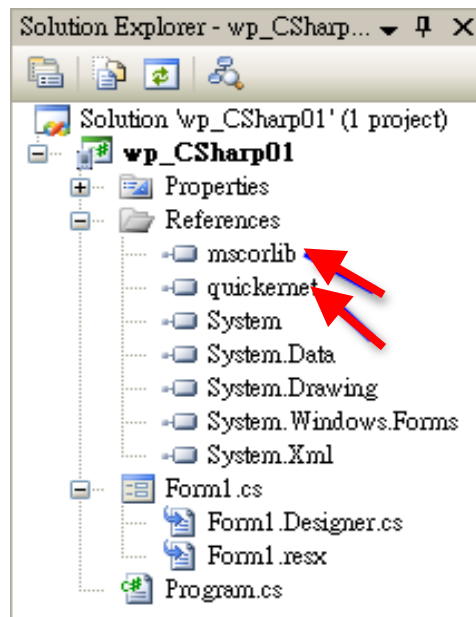 Solution Explorer - wp_CSharp...
Solution 'wp_CSharp01' (1 project)
wp_CSharp01
Properties
References
mscorlib
quickernet
System
System.Data
System.Drawing
System.Windows.Forms
System.Xml
Form1.cs
Form1.Designer.cs
Form1.resx
Program.cs